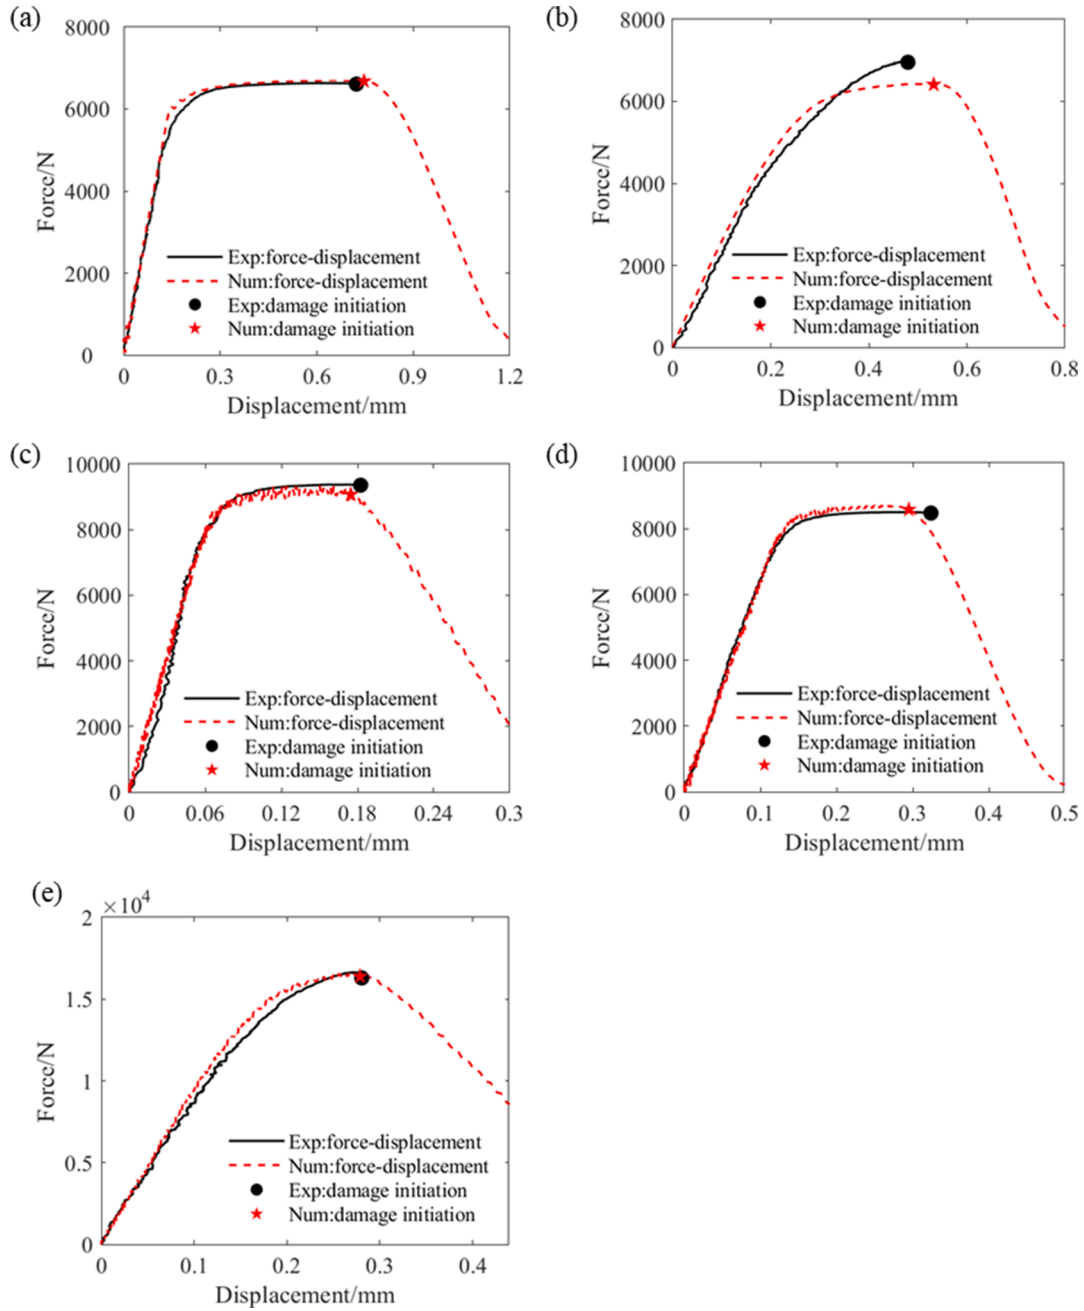 (a)
8000
6000
4000
2000
0
Force/N
Exp:force-displacement
Num:force-displacement
Exp:damage initiation
Num:damage initiation
0 0.3 0.6 0.9 1.2
Displacement/mm
(b)
8000
6000
4000
2000
0
Force/N
Exp:force-displacement
Num:force-displacement
Exp:damage initiation
Num:damage initiation
0 0.2 0.4 0.6 0.8
Displacement/mm
(c)
10000
8000
6000
4000
2000
0
Force/N
Exp:force-displacement
Num:force-displacement
Exp:damage initiation
Num:damage initiation
0 0.06 0.12 0.18 0.24 0.3
Displacement/mm
(d)
10000
8000
6000
4000
2000
0
Force/N
Exp:force-displacement
Num:force-displacement
Exp:damage initiation
Num:damage initiation
0 0.1 0.2 0.3 0.4 0.5
Displacement/mm
(e)
×10⁴
2
1.5
1
0.5
0
Force/N
Exp:force-displacement
Num:force-displacement
Exp:damage initiation
Num:damage initiation
0 0.1 0.2 0.3 0.4
Displacement/mm